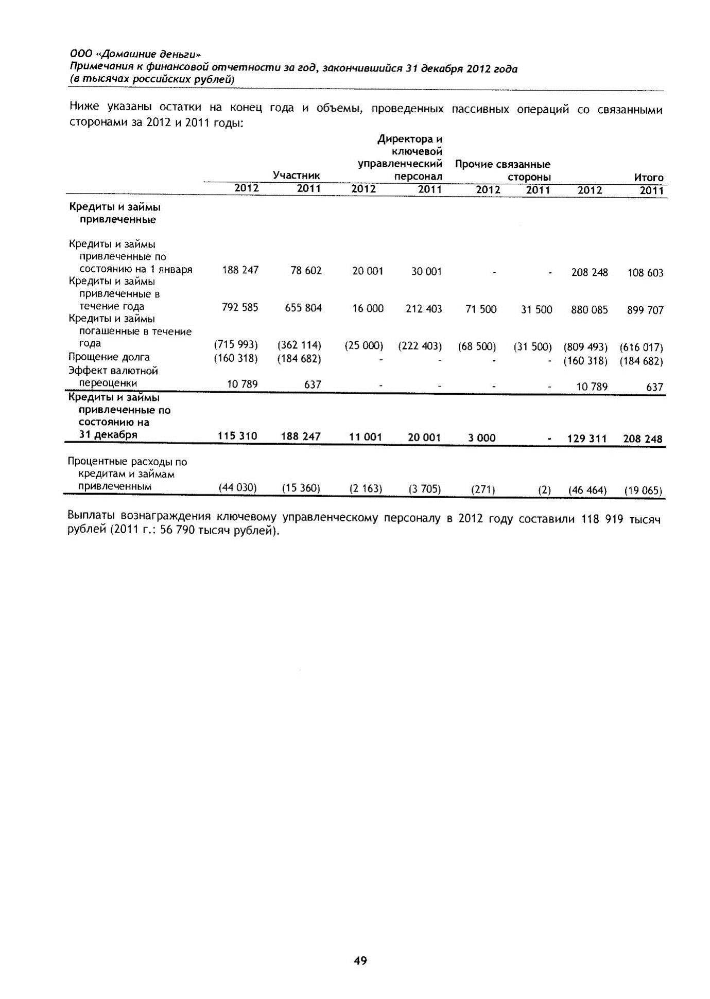 ООО «Домашние деньги»
Примечания к финансовой отчетности за год, закончившийся 31 декабря 2012 года
(в тысячах российских рублей)
Ниже указаны остатки на конец года и объемы, проведенных пассивных операций со связанными
сторонами за 2012 и 2011 годы:
Директора и
ключевой
управленческий Прочие связанные
Участник персонал стороны Итого
2012 2011 2012 2011 2012 2011 2012 2011
Кредиты и займы
привлеченные
Кредиты и займы
привлеченные по
состоянию на 1 января 188 247 78 602 20 001 30 001 - - 208 248 108 603
Кредиты и займы
привлеченные в
течение года 792 585 655 804 16 000 212 403 71 500 31 500 880 085 899 707
Кредиты и займы
погашенные в течение
года (715 993) (362 114) (25 000) (222 403) (68 500) (31 500) (809 493) (616 017)
Прощение долга (160 318) (184 682) - - - - (160 318) (184 682)
Эффект валютной
переоценки 10 789 637 - - - - 10 789 637
Кредиты и займы
привлеченные по
состоянию на
31 декабря 115 310 188 247 11 001 20 001 3 000 - 129 311 208 248
Процентные расходы по
кредитам и займам
привлеченным (44 030) (15 360) (2 163) (3 705) (271) (2) (46 464) (19 065)
Выплаты вознаграждения ключевому управленческому персоналу в 2012 году составили 118 919 тысяч
рублей (2011 г.: 56 790 тысяч рублей).
49